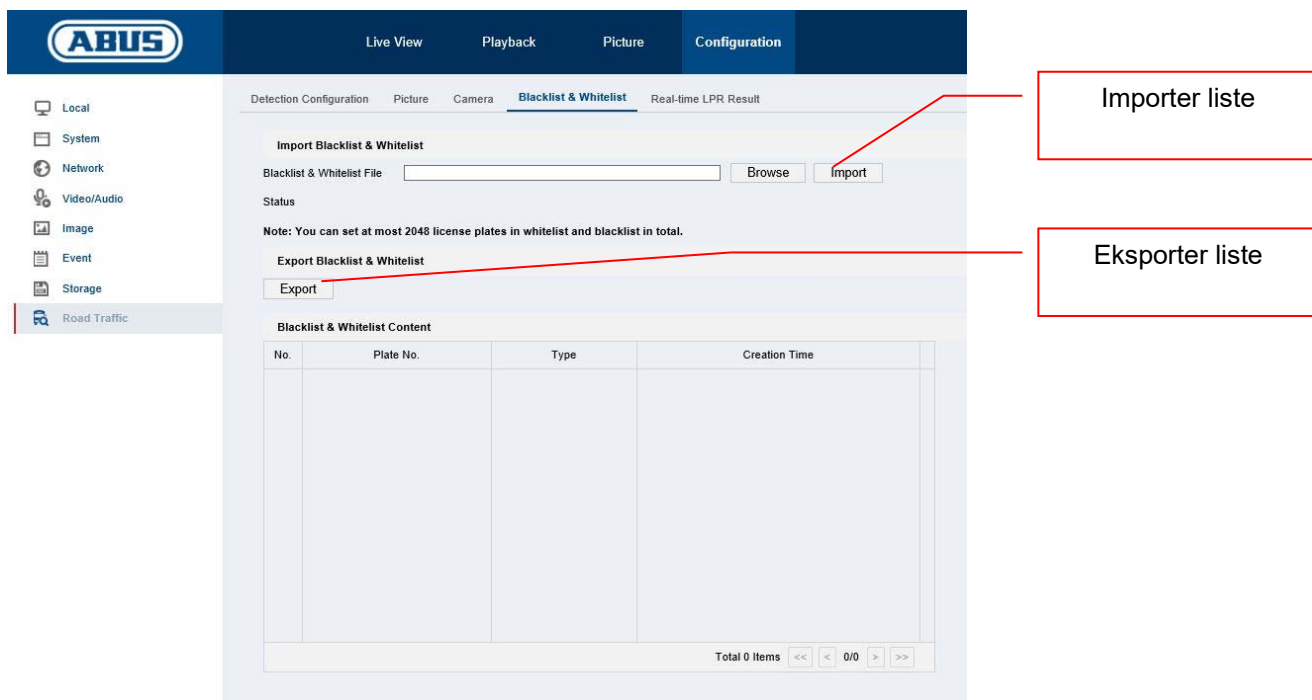 ABUS
Live View Playback Picture Configuration
Local
System
Network
Video/Audio
Image
Event
Storage
Road Traffic
Detection Configuration Picture Camera Blacklist & Whitelist Real-time LPR Result
Import Blacklist & Whitelist
Blacklist & Whitelist File Browse Import
Status
Note: You can set at most 2048 license plates in whitelist and blacklist in total.
Export Blacklist & Whitelist
Export
Blacklist & Whitelist Content
No. Plate No. Type Creation Time
Total 0 Items << < 0/0 > >>
Importer liste
Eksporter liste